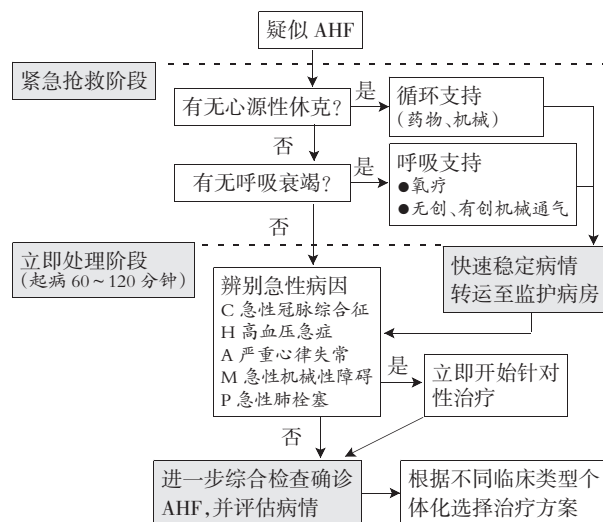 疑似 AHF
紧急抢救阶段
有无心源性休克?
是
循环支持
(药物、机械)
否
有无呼吸衰竭?
是
呼吸支持
●氧疗
●无创、有创机械通气
否
立即处理阶段
(起病 60～120 分钟)
快速稳定病情
转运至监护病房
辨别急性病因
C 急性冠脉综合征
H 高血压急症
A 严重心律失常
M 急性机械性障碍
P 急性肺栓塞
是
立即开始针对
性治疗
否
进一步综合检查确诊
AHF,并评估病情
根据不同临床类型个
体化选择治疗方案